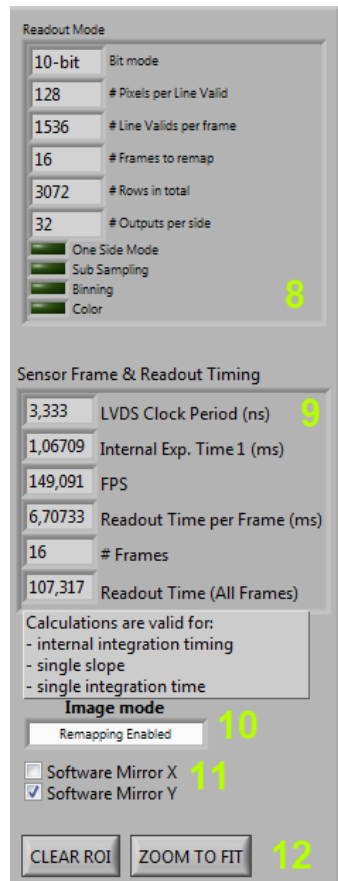 Readout Mode
10-bit Bit mode
128 # Pixels per Line Valid
1536 # Line Valids per frame
16 # Frames to remap
3072 # Rows in total
32 # Outputs per side
One Side Mode
Sub Sampling
Binning
Color
8
Sensor Frame & Readout Timing
3,333 LVDS Clock Period (ns) 9
1,06709 Internal Exp. Time 1 (ms)
149,091 FPS
6,70733 Readout Time per Frame (ms)
16 # Frames
107,317 Readout Time (All Frames)
Calculations are valid for:
- internal integration timing
- single slope
- single integration time
Image mode
Remapping Enabled 10
Software Mirror X 11
Software Mirror Y
CLEAR ROI ZOOM TO FIT 12